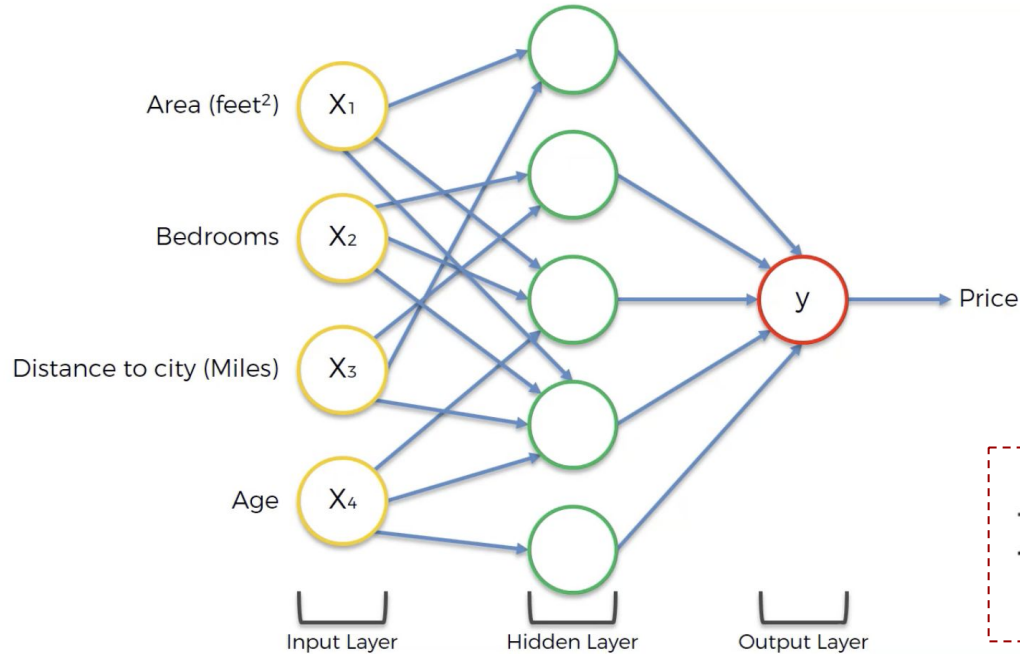 Area (feet²)
X₁
Bedrooms
X₂
Distance to city (Miles)
X₃
Age
X₄
y
Price
Input Layer
Hidden Layer
Output Layer